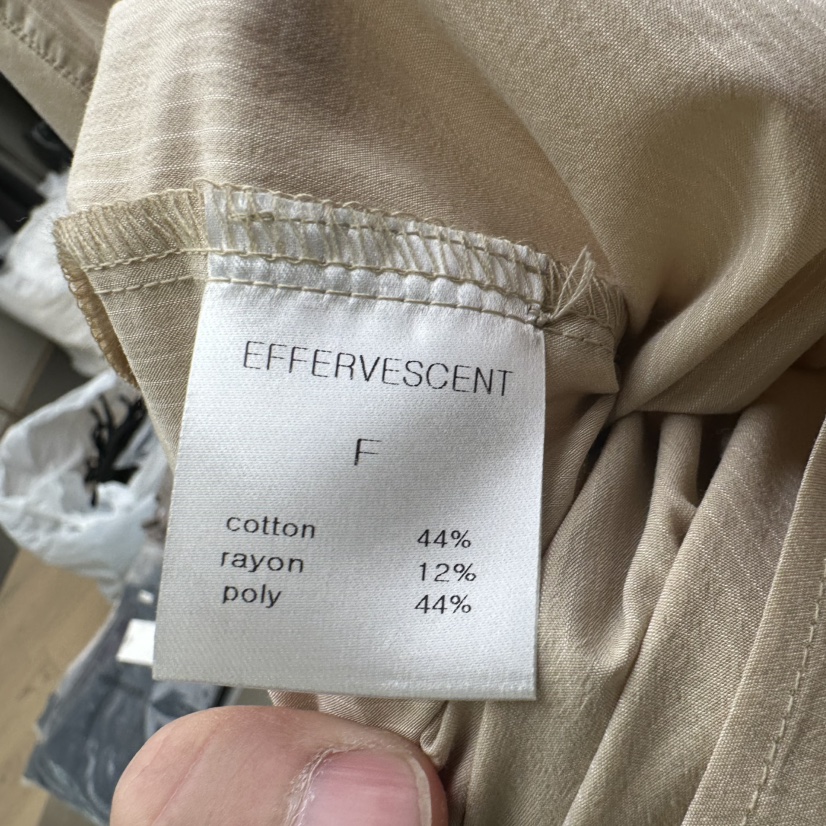 EFFERVESCENT
F
cotton 44%
rayon 12%
poly 44%